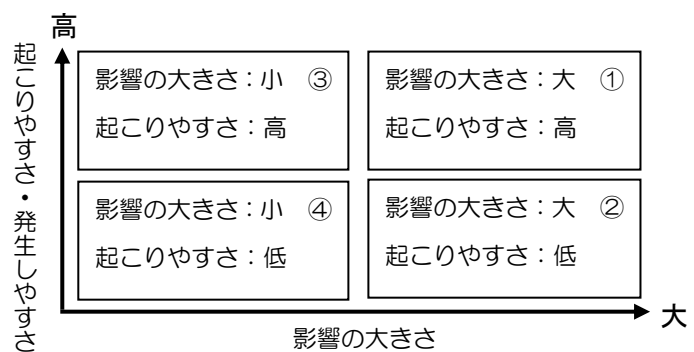 高
起こりやすさ・発生しやすさ
影響の大きさ：小　③
起こりやすさ：高
影響の大きさ：大　①
起こりやすさ：高
影響の大きさ：小　④
起こりやすさ：低
影響の大きさ：大　②
起こりやすさ：低
大
影響の大きさ